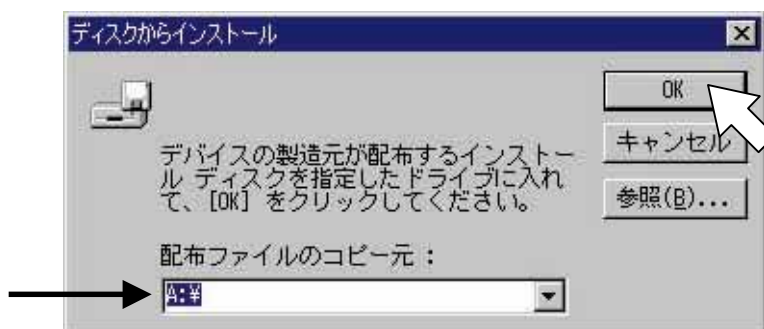 ディスクからインストール
OK
キャンセル
参照(B)...
デバイスの製造元が配布するインストー
ル ディスクを指定したドライブに入れ
て、[OK] をクリックしてください。
配布ファイルのコピー元：
A:¥